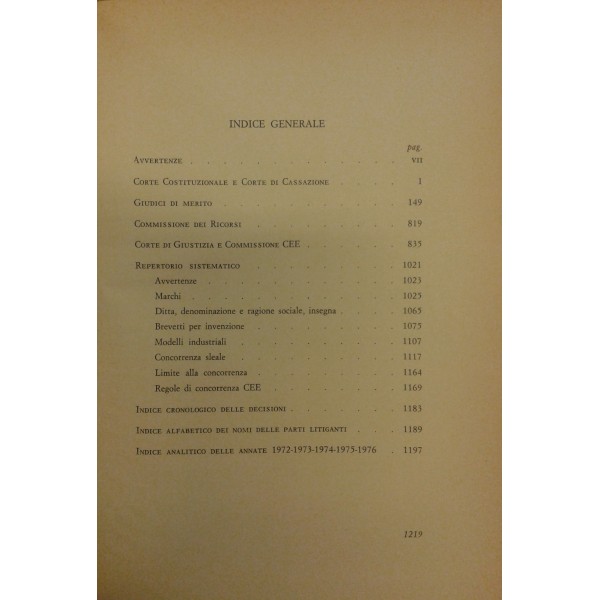 INDICE GENERALE
pag.
AVVERTENZE . . . . . . . . . . . . . VII
CORTE COSTITUZIONALE E CORTE DI CASSAZIONE . . . . 1
GIUDICI DI MERITO . . . . . . . . . . . 149
COMMISSIONE DEI RICORSI . . . . . . . . . 819
CORTE DI GIUSTIZIA E COMMISSIONE CEE . . . . . . 835
REPERTORIO SISTEMATICO . . . . . . . . . 1021
Avvertenze . . . . . . . . . . . 1023
Marchi . . . . . . . . . . . . 1025
Ditta, denominazione e ragione sociale, insegna . . . . 1065
Brevetti per invenzione . . . . . . . . . 1075
Modelli industriali . . . . . . . . . . 1107
Concorrenza sleale . . . . . . . . . . 1117
Limite alla concorrenza . . . . . . . . . 1164
Regole di concorrenza CEE . . . . . . . . 1169
INDICE CRONOLOGICO DELLE DECISIONI . . . . . . . 1183
INDICE ALFABETICO DEI NOMI DELLE PARTI LITIGANTI . . . 1189
INDICE ANALITICO DELLE ANNATE 1972-1973-1974-1975-1976 . 1197
1219